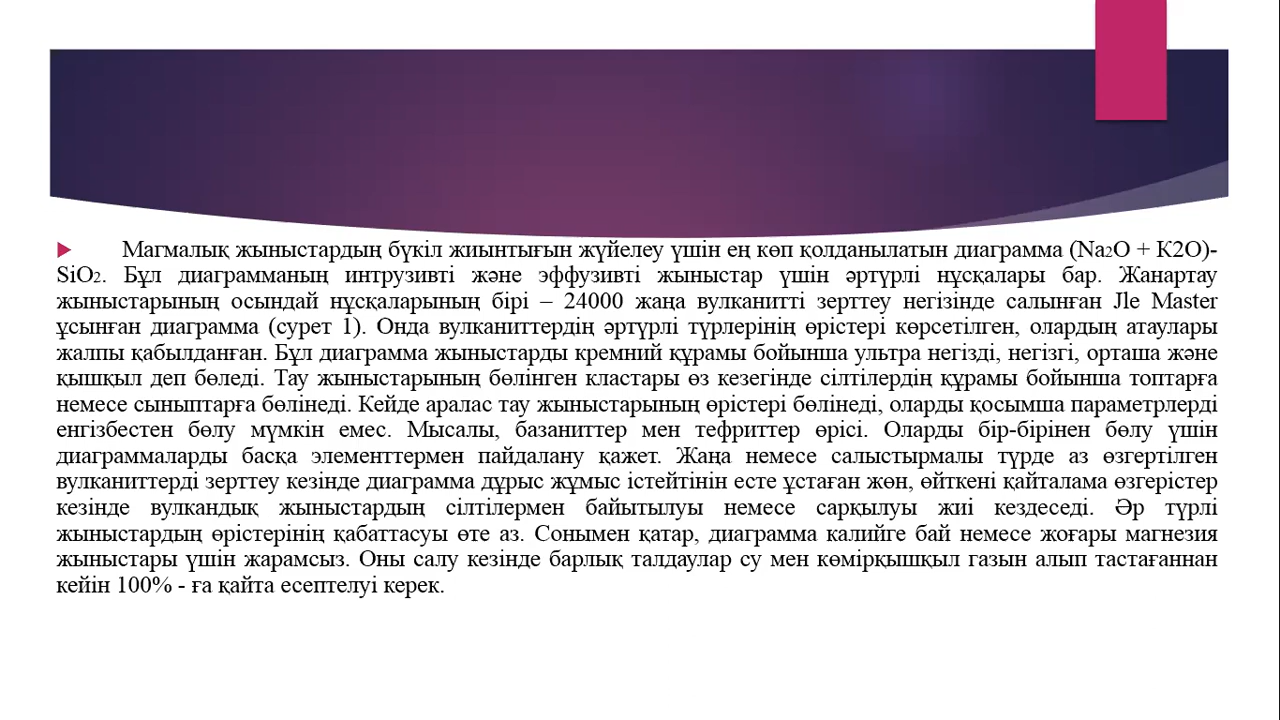 Магмалық жыныстардың бүкіл жиынтығын жүйелеу үшін ең көп қолданылатын диаграмма (Na2O + K2O)-
SiO2. Бұл диаграмманың интрузивті және эффузивті жыныстар үшін әртүрлі нұсқалары бар. Жанартау
жыныстарының осындай нұсқаларының бірі – 24000 жаңа вулканитті зерттеу негізінде салынған Jle Master
ұсынған диаграмма (сурет 1). Онда вулканиттердің әртүрлі түрлерінің өрістері көрсетілген, олардың атаулары
жалпы қабылданған. Бұл диаграмма жыныстарды кремний құрамы бойынша ультра негізді, негізгі, орташа және
қышқыл деп бөледі. Тау жыныстарының бөлінген кластары өз кезегінде сілтілердің құрамы бойынша топтарға
немесе сыныптарға бөлінеді. Кейде аралас тау жыныстарының өрістері бөлінеді, оларды қосымша параметрлерді
енгізбестен бөлу мүмкін емес. Мысалы, базаниттер мен тефриттер өрісі. Оларды бір-бірінен бөлу үшін
диаграммаларды басқа элементтермен пайдалану қажет. Жаңа немесе салыстырмалы түрде аз өзгертілген
вулканиттерді зерттеу кезінде диаграмма дұрыс жұмыс істейтінін есте ұстаған жөн, өйткені қайталама өзгерістер
кезінде вулкандық жыныстардың сілтілермен байытылуы немесе сарқылуы жиі кездеседі. Әр түрлі
жыныстардың өрістерінің қабаттасуы өте аз. Сонымен қатар, диаграмма калийге бай немесе жоғары магнезия
жыныстары үшін жарамсыз. Оны салу кезінде барлық талдаулар су мен көмірқышқыл газын алып тастағаннан
кейін 100% - ға қайта есептелуі керек.